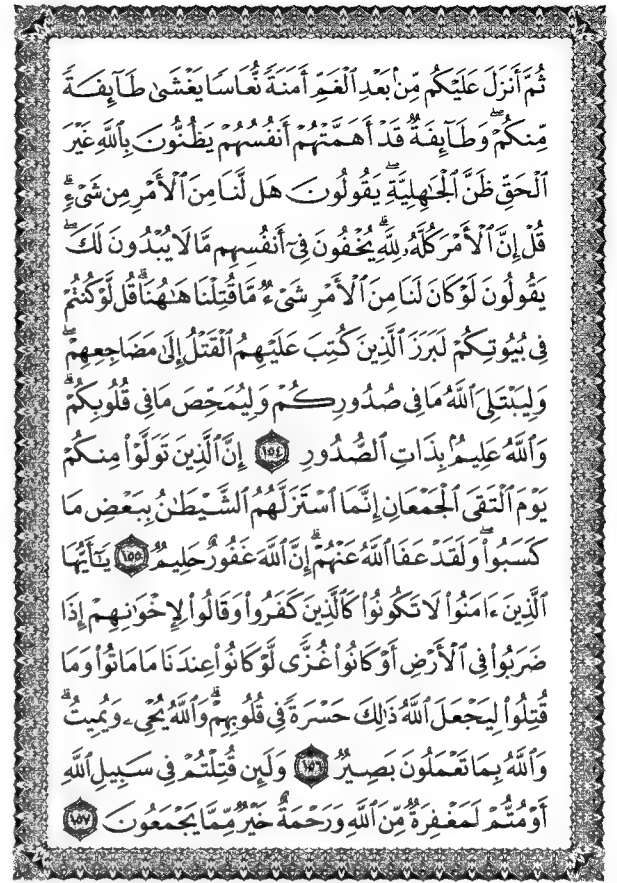 ثُمَّ أَنزَلَ عَلَيْكُم مِّنۢ بَعْدِ ٱلْغَمِّ أَمَنَةً نُّعَاسًا يَغْشَىٰ طَآئِفَةً
مِّنكُمْ ۖ وَطَآئِفَةٌ قَدْ أَهَمَّتْهُمْ أَنفُسُهُمْ يَظُنُّونَ بِٱللَّهِ غَيْرَ
ٱلْحَقِّ ظَنَّ ٱلْجَٰهِلِيَّةِ ۖ يَقُولُونَ هَل لَّنَا مِنَ ٱلْأَمْرِ مِن شَىْءٍ ۗ
قُلْ إِنَّ ٱلْأَمْرَ كُلَّهُۥ لِلَّهِ ۗ يُخْفُونَ فِىٓ أَنفُسِهِم مَّا لَا يُبْدُونَ لَكَ ۖ
يَقُولُونَ لَوْ كَانَ لَنَا مِنَ ٱلْأَمْرِ شَىْءٌ مَّا قُتِلْنَا هَٰهُنَا ۗ قُل لَّوْ كُنتُمْ
فِى بُيُوتِكُمْ لَبَرَزَ ٱلَّذِينَ كُتِبَ عَلَيْهِمُ ٱلْقَتْلُ إِلَىٰ مَضَاجِعِهِمْ ۖ
وَلِيَبْتَلِىَ ٱللَّهُ مَا فِى صُدُورِكُمْ وَلِيُمَحِّصَ مَا فِى قُلُوبِكُمْ ۗ
وَٱللَّهُ عَلِيمٌۢ بِذَاتِ ٱلصُّدُورِ ١٥٤ إِنَّ ٱلَّذِينَ تَوَلَّوْا۟ مِنكُمْ
يَوْمَ ٱلْتَقَى ٱلْجَمْعَانِ إِنَّمَا ٱسْتَزَلَّهُمُ ٱلشَّيْطَٰنُ بِبَعْضِ مَا
كَسَبُوا۟ ۖ وَلَقَدْ عَفَا ٱللَّهُ عَنْهُمْ ۗ إِنَّ ٱللَّهَ غَفُورٌ حَلِيمٌ ١٥٥ يَٰٓأَيُّهَا
ٱلَّذِينَ ءَامَنُوا۟ لَا تَكُونُوا۟ كَٱلَّذِينَ كَفَرُوا۟ وَقَالُوا۟ لِإِخْوَٰنِهِمْ إِذَا
ضَرَبُوا۟ فِى ٱلْأَرْضِ أَوْ كَانُوا۟ غُزًّى لَّوْ كَانُوا۟ عِندَنَا مَا مَاتُوا۟ وَمَا
قُتِلُوا۟ لِيَجْعَلَ ٱللَّهُ ذَٰلِكَ حَسْرَةً فِى قُلُوبِهِمْ ۗ وَٱللَّهُ يُحْىِۦ وَيُمِيتُ ۗ
وَٱللَّهُ بِمَا تَعْمَلُونَ بَصِيرٌ ١٥٦ وَلَئِن قُتِلْتُمْ فِى سَبِيلِ ٱللَّهِ
أَوْ مُتُّمْ لَمَغْفِرَةٌ مِّنَ ٱللَّهِ وَرَحْمَةٌ خَيْرٌ مِّمَّا يَجْمَعُونَ ١٥٧